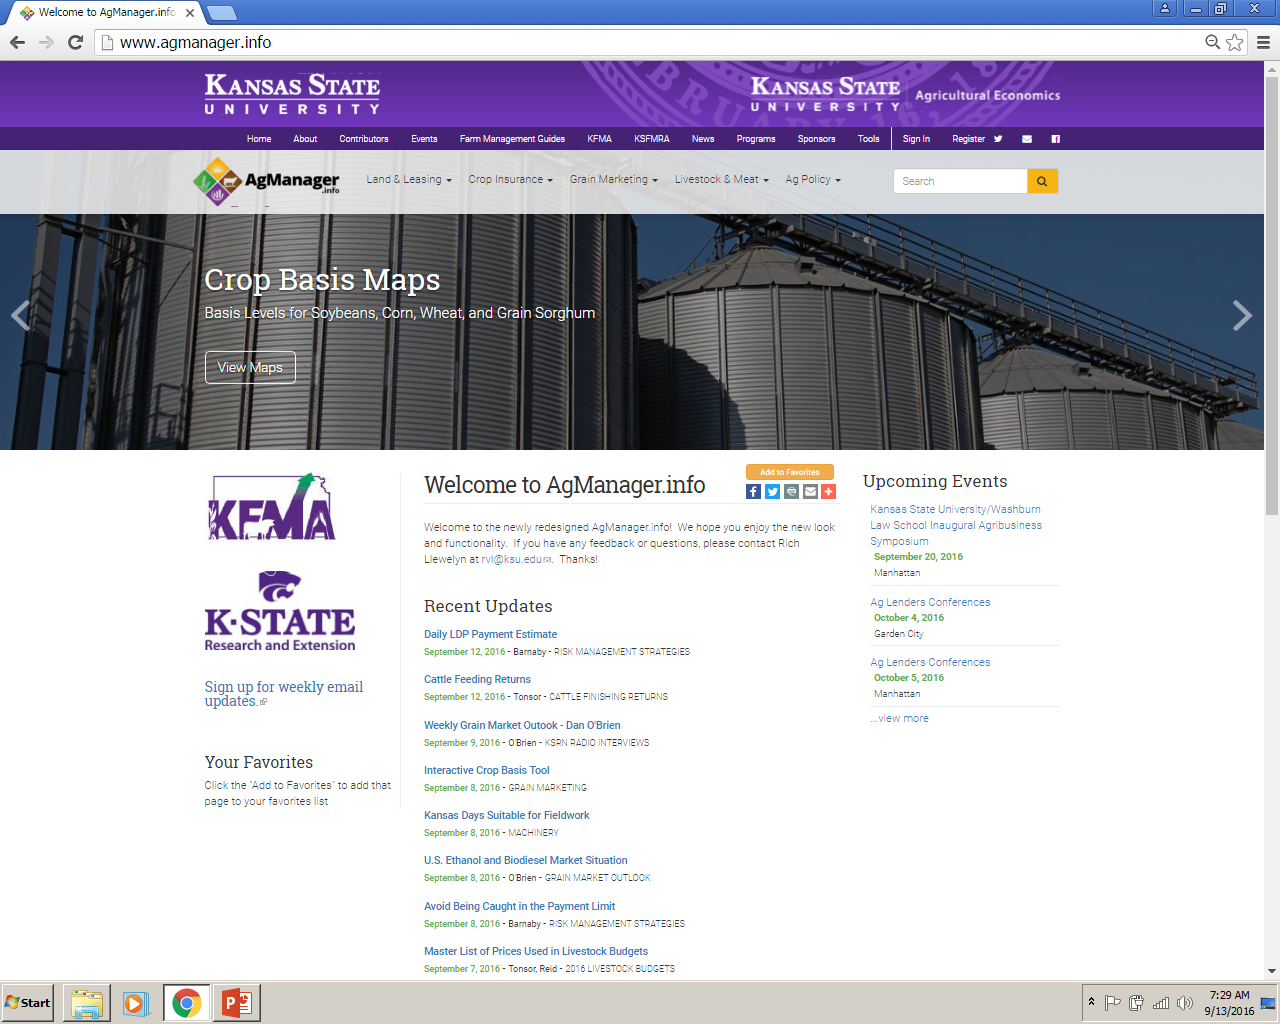 Welcome to AgManager.info
www.agmanager.info
KANSAS STATE
UNIVERSITY
KANSAS STATE
UNIVERSITY
Agricultural Economics
Home About Contributors Events Farm Management Guides KFMA KSFMRA News Programs Sponsors Tools Sign In Register
AgManager
.info
Land & Leasing Crop Insurance Grain Marketing Livestock & Meat Ag Policy
Search
Crop Basis Maps
Basis Levels for Soybeans, Corn, Wheat, and Grain Sorghum
View Maps
KFMA
K-STATE
Research and Extension
Sign up for weekly email
updates.
Your Favorites
Click the "Add to Favorites" to add that
page to your favorites list
Welcome to AgManager.info
Add to Favorites
Welcome to the newly redesigned AgManager.info! We hope you enjoy the new look
and functionality. If you have any feedback or questions, please contact Rich
Llewelyn at rvl@ksu.edu. Thanks!
Recent Updates
Daily LDP Payment Estimate
September 12, 2016 - Barnaby - RISK MANAGEMENT STRATEGIES
Cattle Feeding Returns
September 12, 2016 - Tonsor - CATTLE FINISHING RETURNS
Weekly Grain Market Outook - Dan O'Brien
September 9, 2016 - O'Brien - KSRN RADIO INTERVIEWS
Interactive Crop Basis Tool
September 8, 2016 - GRAIN MARKETING
Kansas Days Suitable for Fieldwork
September 8, 2016 - MACHINERY
U.S. Ethanol and Biodiesel Market Situation
September 8, 2016 - O'Brien - GRAIN MARKET OUTLOOK
Avoid Being Caught in the Payment Limit
September 8, 2016 - Barnaby - RISK MANAGEMENT STRATEGIES
Master List of Prices Used in Livestock Budgets
September 7, 2016 - Tonsor, Reid - 2016 LIVESTOCK BUDGETS
Upcoming Events
Kansas State University/Washburn
Law School Inaugural Agribusiness
Symposium
September 20, 2016
Manhattan
Ag Lenders Conferences
October 4, 2016
Garden City
Ag Lenders Conferences
October 5, 2016
Manhattan
...view more
Start
7:29 AM
9/13/2016